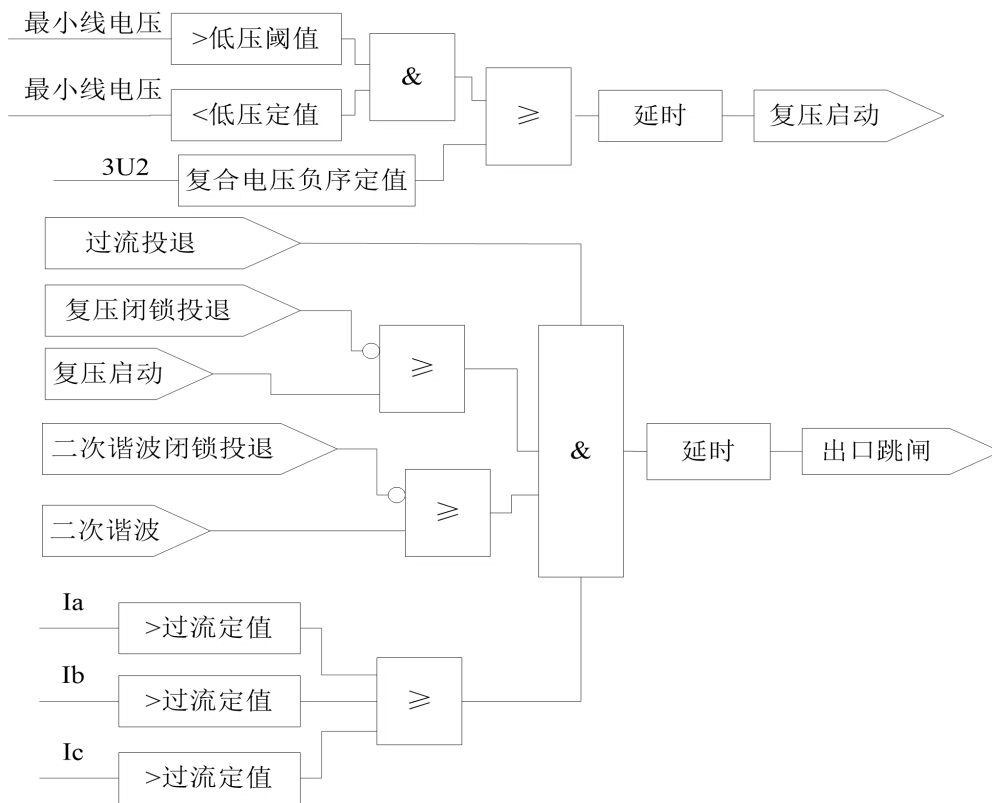 最小线电压
>低压阈值
&
最小线电压
<低压定值
≥
延时
复压启动
3U2
复合电压负序定值
过流投退
复压闭锁投退
≥
复压启动
二次谐波闭锁投退
&
延时
出口跳闸
≥
二次谐波
Ia
>过流定值
Ib
>过流定值
≥
Ic
>过流定值